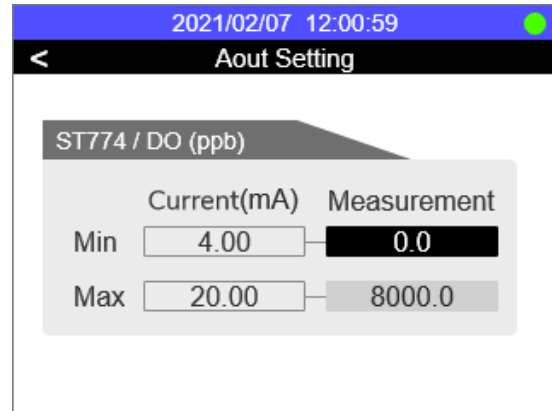 2021/02/07 12:00:59
< Aout Setting
ST774 / DO (ppb)
Current(mA) Measurement
Min 4.00 0.0
Max 20.00 8000.0